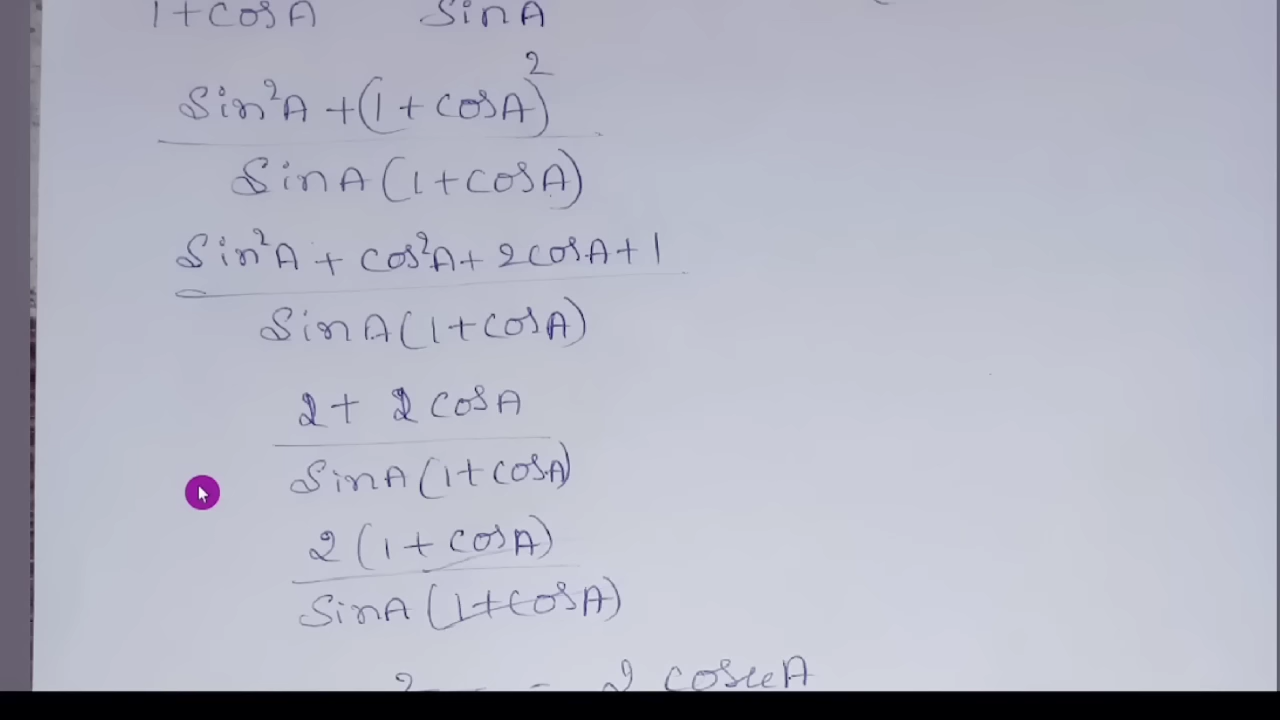 1+cosA sinA
sin²A + (1+cosA)²
sinA(1+cosA)
sin²A + cos²A + 2cosA + 1
sinA(1+cosA)
2 + 2cosA
sinA(1+cosA)
2(1+cosA)
sinA(1+cosA)
2 = 2 cosecA